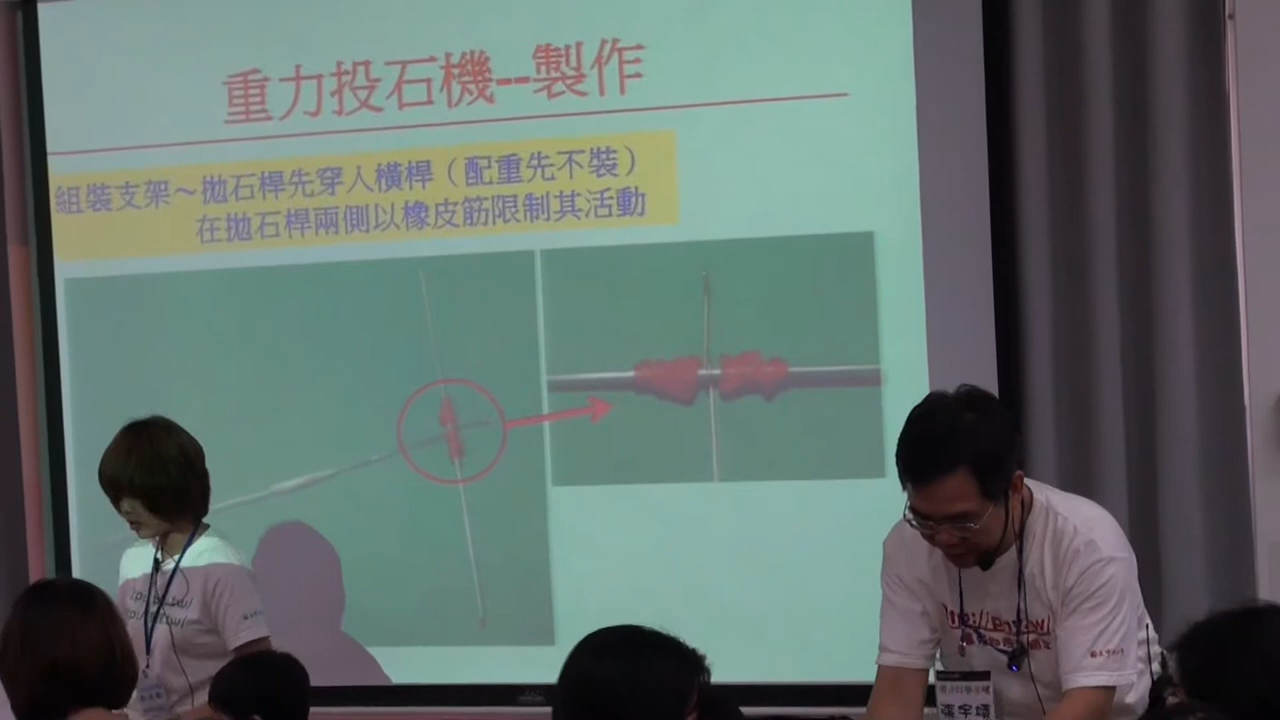 重力投石機--製作
組裝支架～拋石桿先穿入橫桿（配重先不裝）
在拋石桿兩側以橡皮筋限制其活動